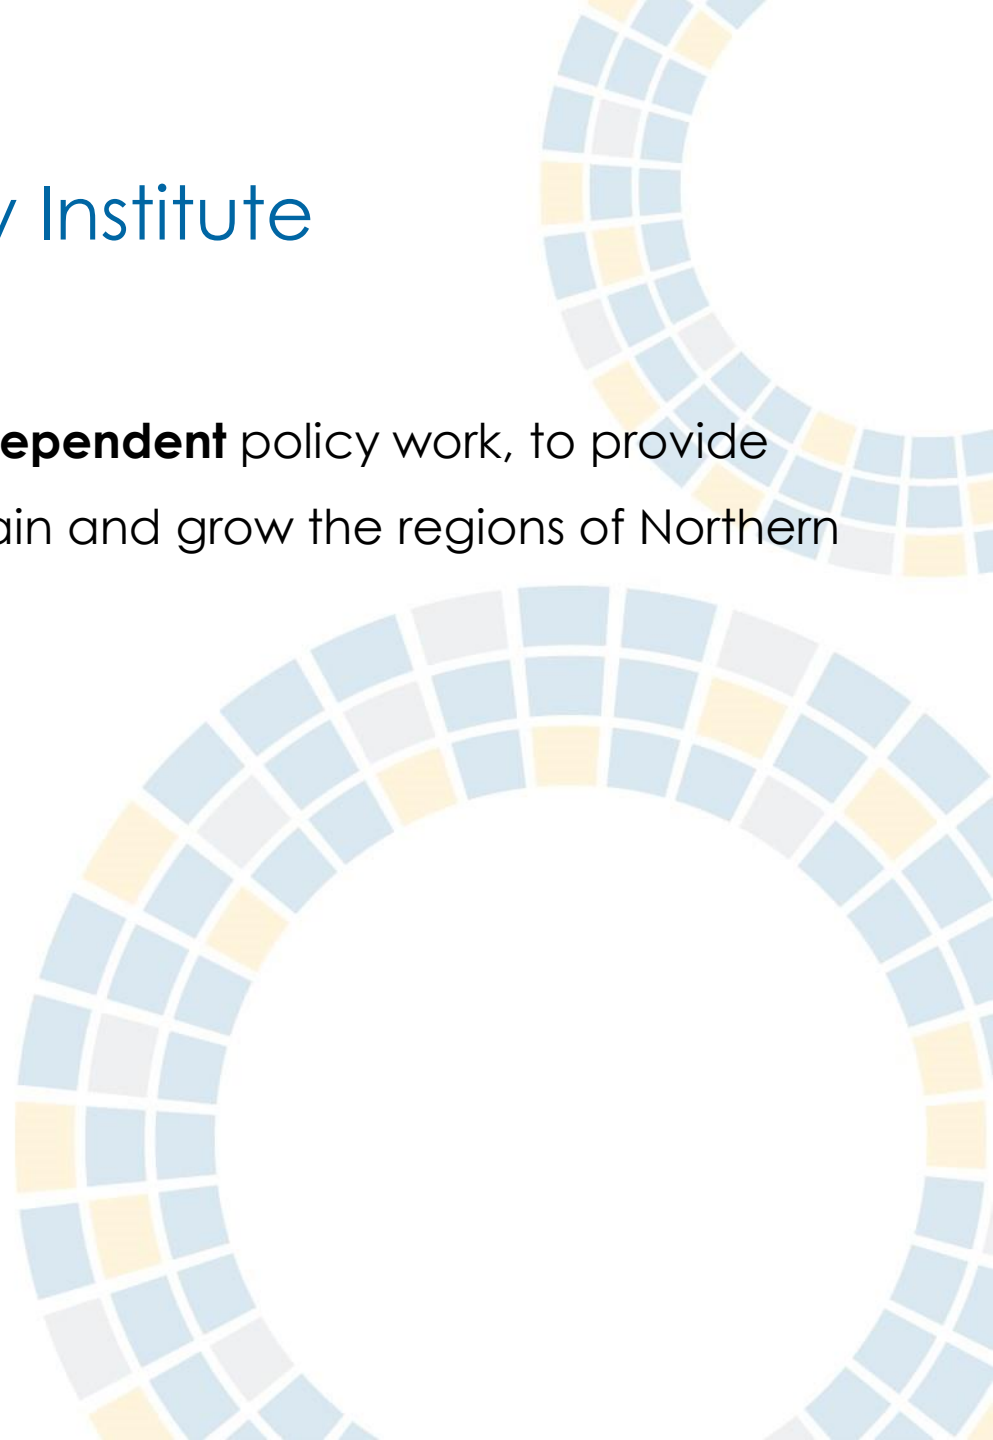 y Institute
ependent policy work, to provide
ain and grow the regions of Northern